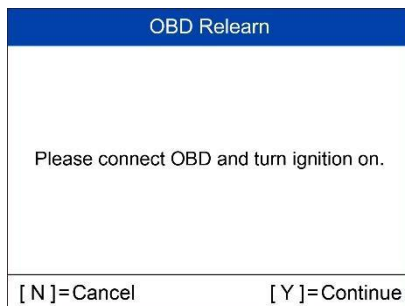 OBD Relearn
Please connect OBD and turn ignition on.
[ N ]=Cancel [ Y ]=Continue